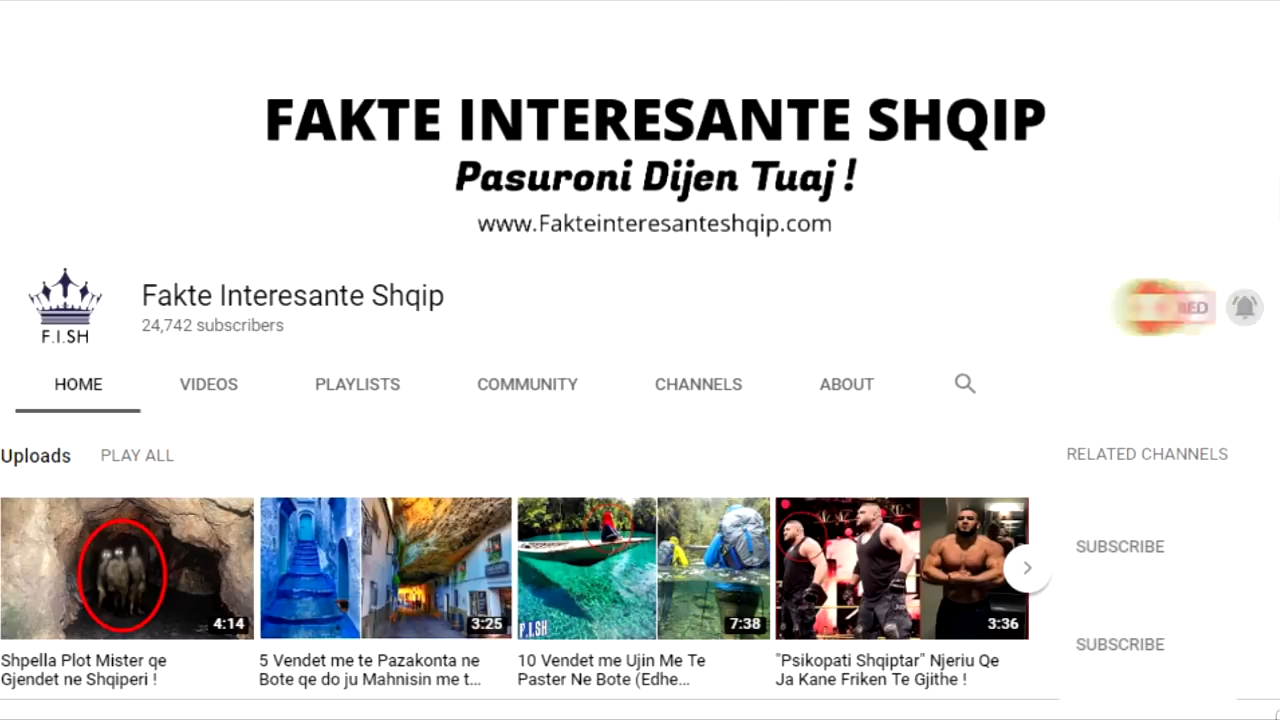 FAKTE INTERESANTE SHQIP
Pasuroni Dijen Tuaj !
www.Fakteinteresanteshqip.com
F.I.SH
Fakte Interesante Shqip
24,742 subscribers
HOME VIDEOS PLAYLISTS COMMUNITY CHANNELS ABOUT
Uploads PLAY ALL
RELATED CHANNELS
4:14
3:25
F.I.SH
7:38
3:36
Shpella Plot Mister qe
Gjendet ne Shqiperi !
5 Vendet me te Pazakonta ne
Bote qe do ju Mahnisin me t...
10 Vendet me Ujin Me Te
Paster Ne Bote (Edhe...
"Psikopati Shqiptar" Njeriu Qe
Ja Kane Friken Te Gjithe !
SUBSCRIBE
SUBSCRIBE